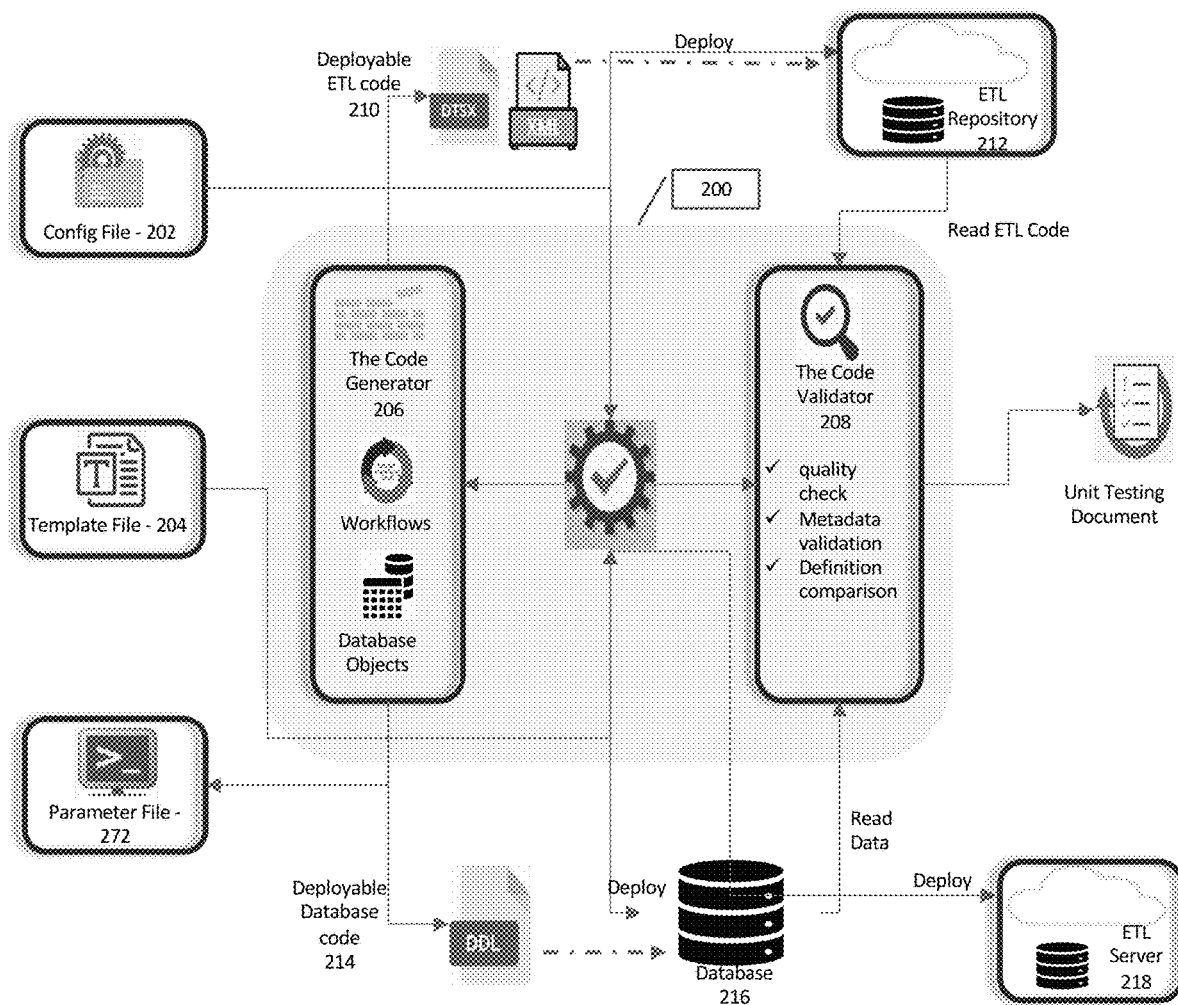 Deploy
Deployable
ETL code
210
</>
ETL
Repository
212
200
Config File - 202
Read ETL Code
The Code
Generator
206
The Code
Validator
208
Template File - 204
T
Workflows
quality
check
Metadada
validation
Definition
comparison
Unit Testing
Document
Database
Objects
>_
Parameter File -
272
Read
Data
Deployable
Database
code
214
DDL
Deploy
Database
216
Deploy
ETL
Server
218